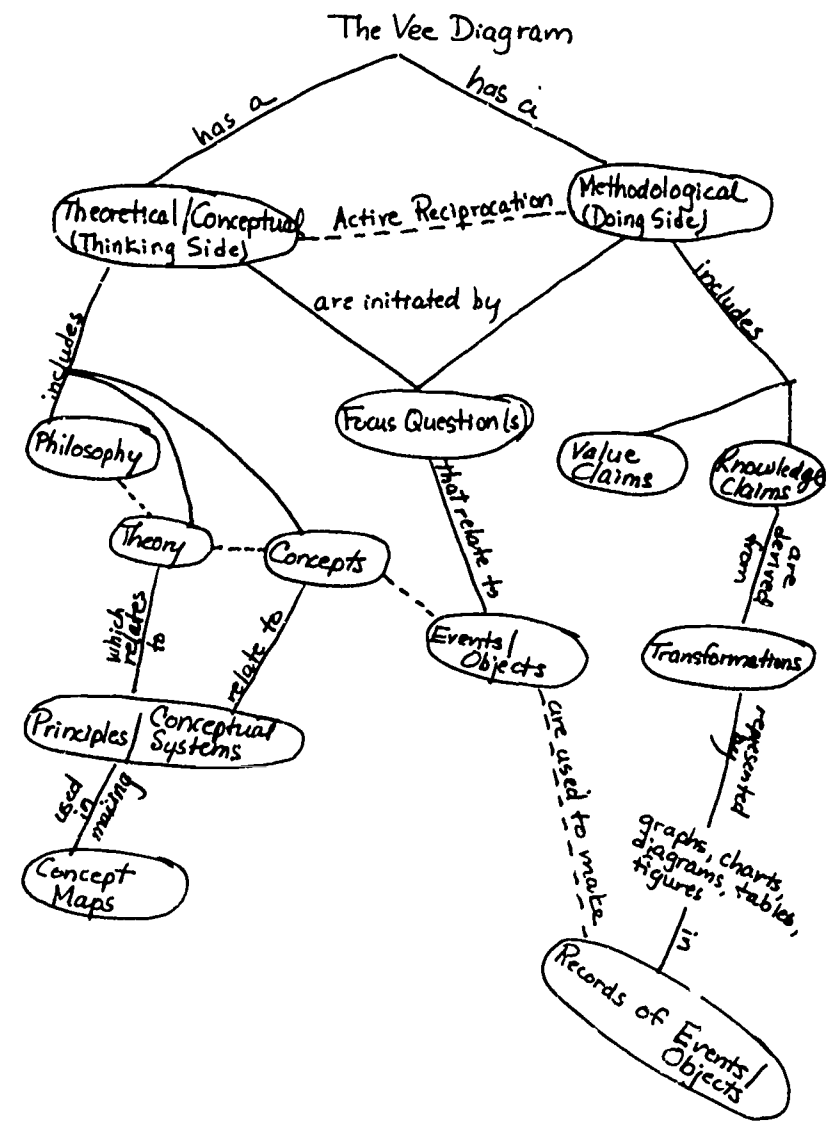 The Vee Diagram
has a
has a
Theoretical/Conceptual
(Thinking Side)
Active Reciprocation
Methodological
(Doing Side)
are initiated by
includes
includes
Philosophy
Focus Question(s)
Value
Claims
Knowledge
Claims
Theory
Concepts
that relate to
are
derived
from
which
relates
to
relate to
Events/
Objects
Transformations
Principles/
Conceptual
Systems
are used to make
represented
by
used
in
making
graphs, charts,
diagrams, tables,
figures
Concept
Maps
in
Records of Events/
Objects